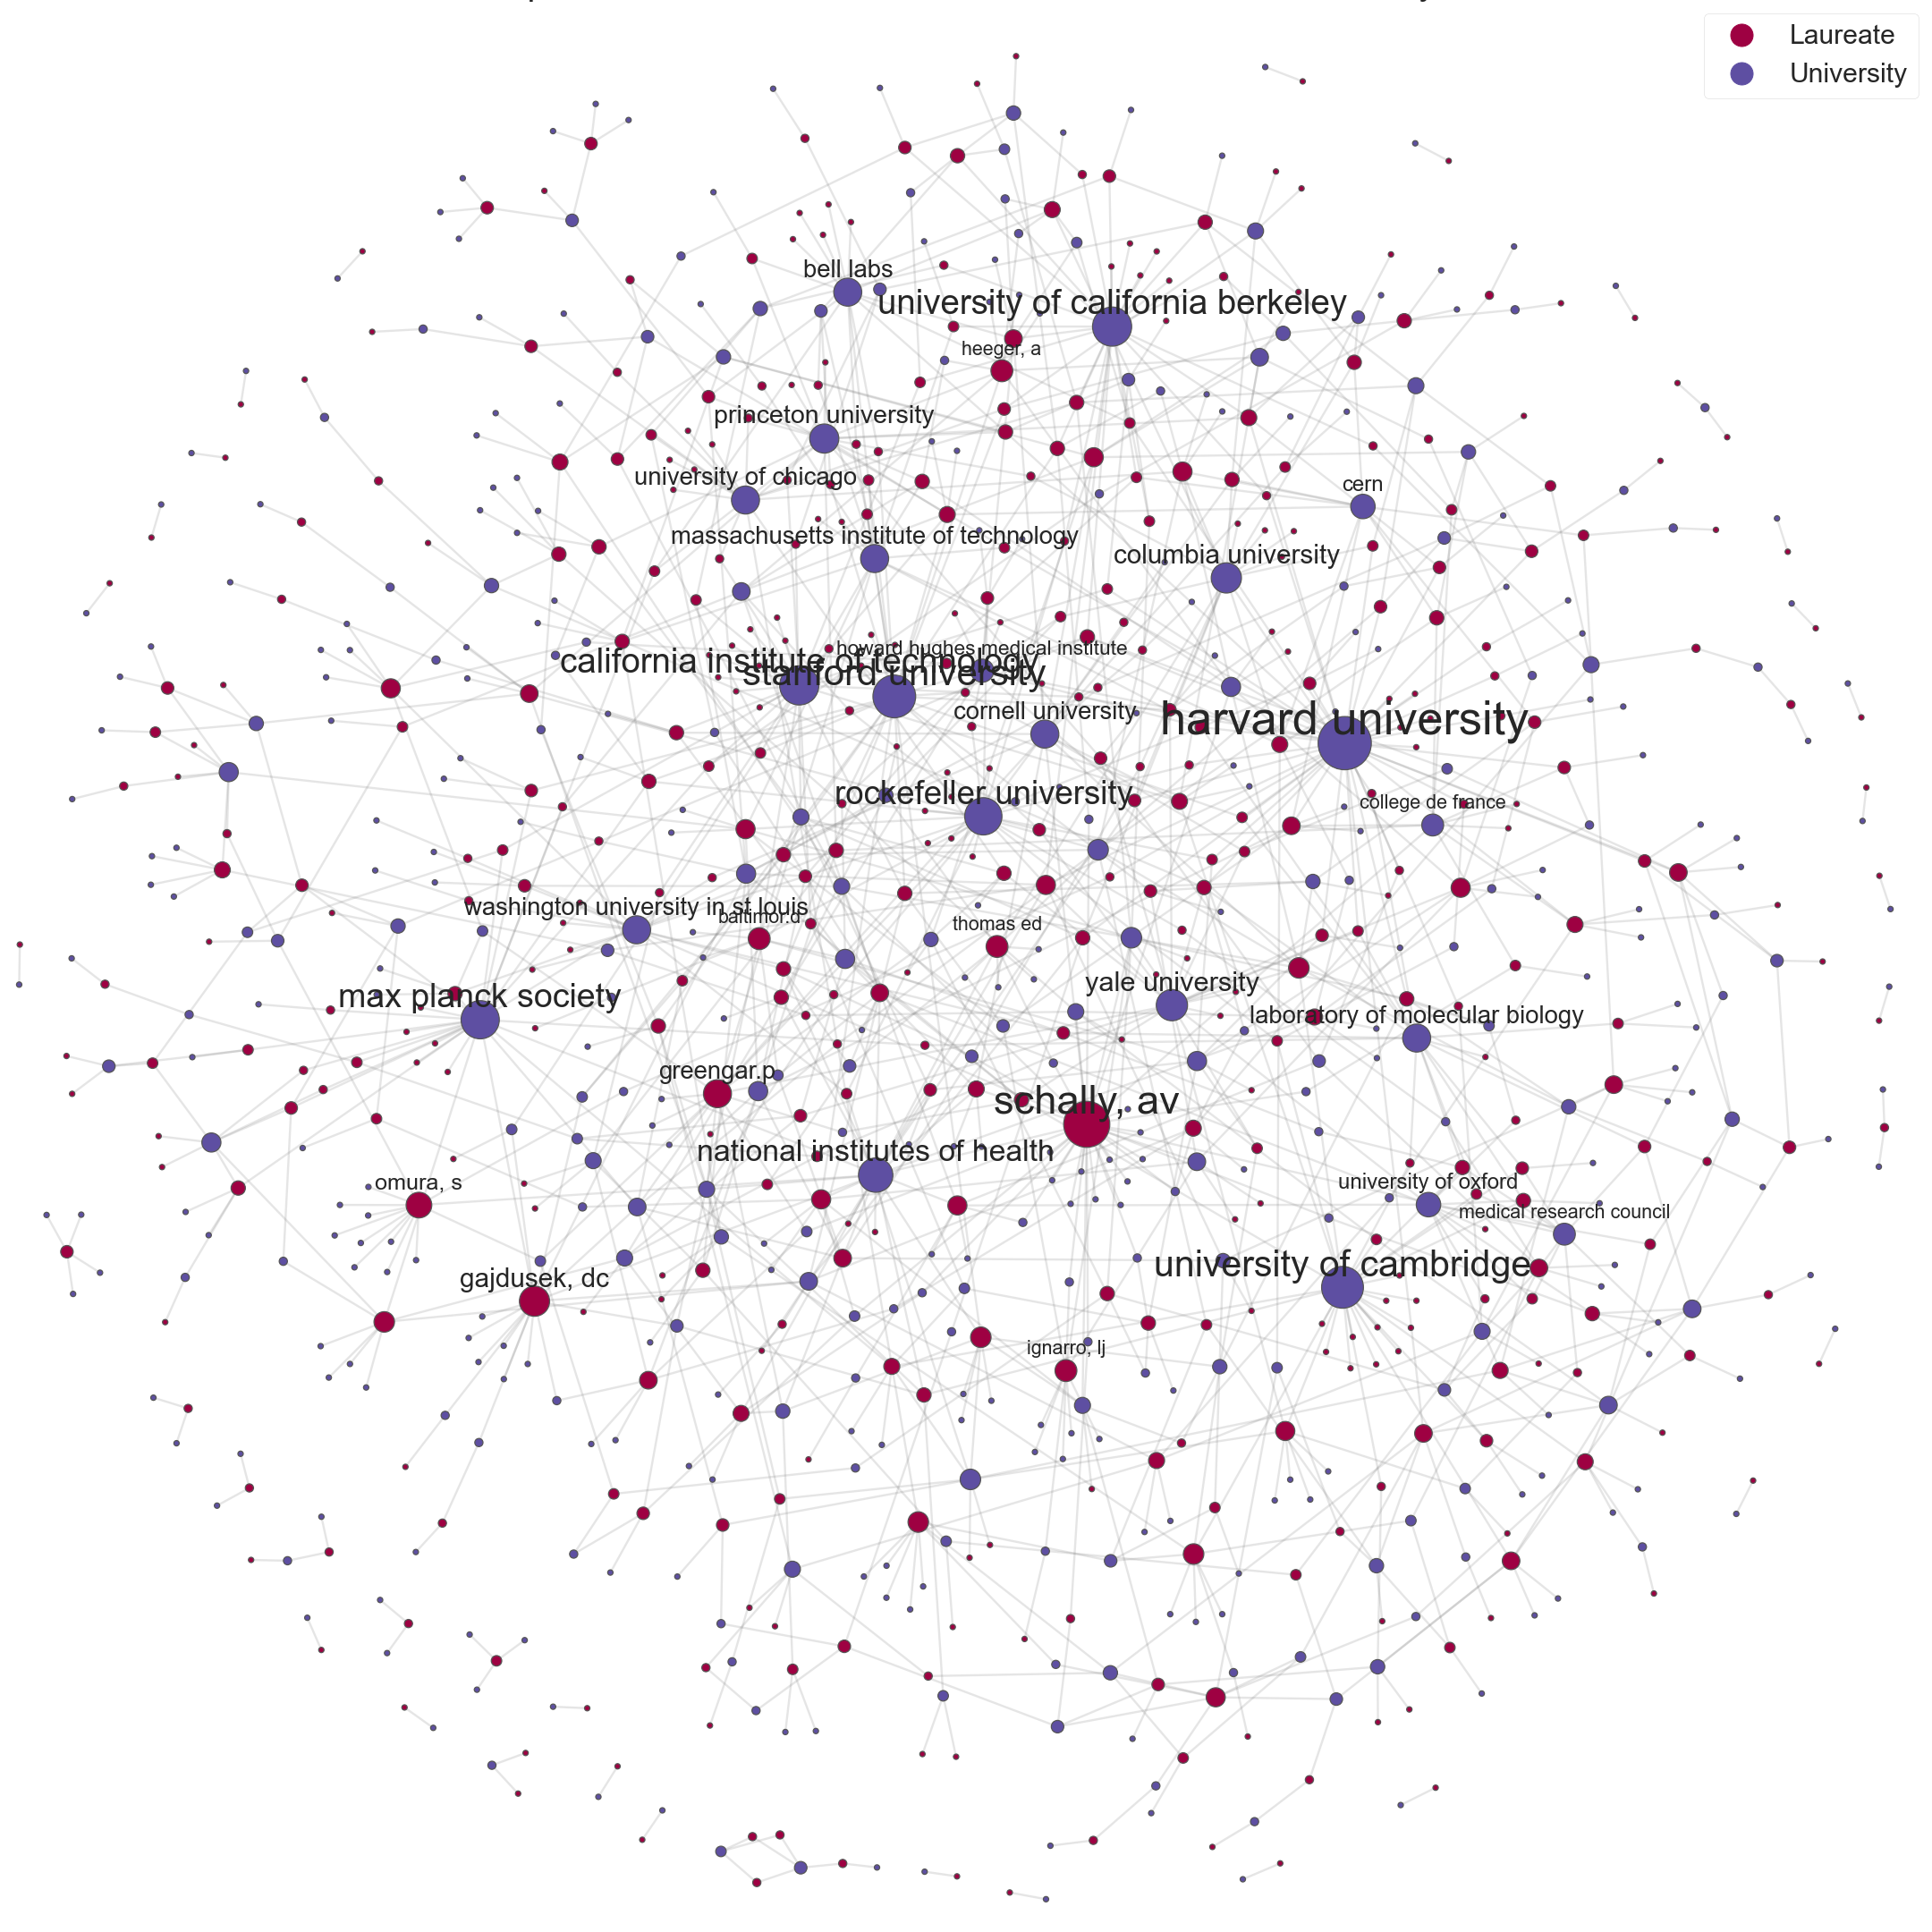 Laureate
University
bell labs
university of california berkeley
heeger, a
princeton university
university of chicago
cern
massachusetts institute of technology
columbia university
howard hughes medical institute
california institute of technology
stanford university
cornell university
harvard university
rockefeller university
college de france
washington university in st louis
baltimor.d
thomas ed
yale university
max planck society
laboratory of molecular biology
greengar.p
schally, av
national institutes of health
omura, s
university of oxford
medical research council
university of cambridge
gajdusek, dc
ignarro, lj